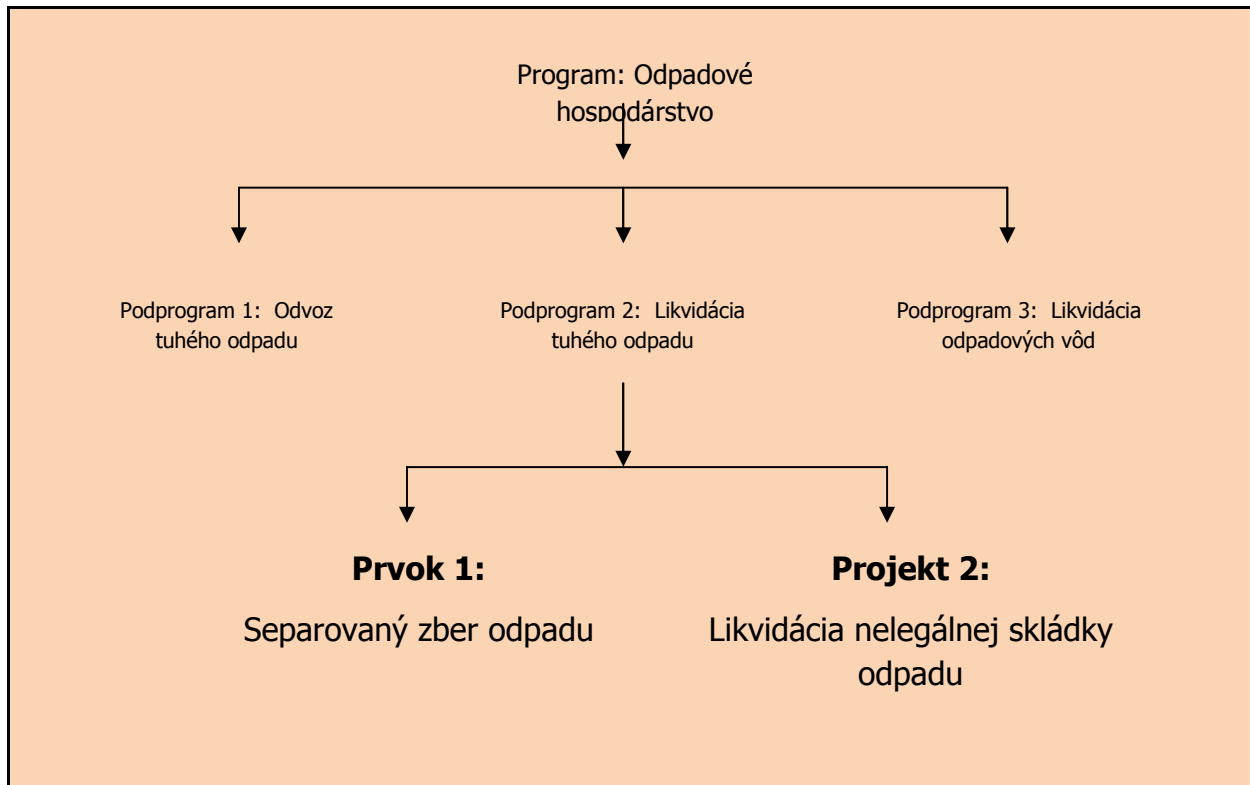 Program: Odpadové
hospodárstvo
Podprogram 1: Odvoz
tuhého odpadu
Podprogram 2: Likvidácia
tuhého odpadu
Podprogram 3: Likvidácia
odpadových vôd
Prvok 1:
Separovaný zber odpadu
Projekt 2:
Likvidácia nelegálnej skládky
odpadu